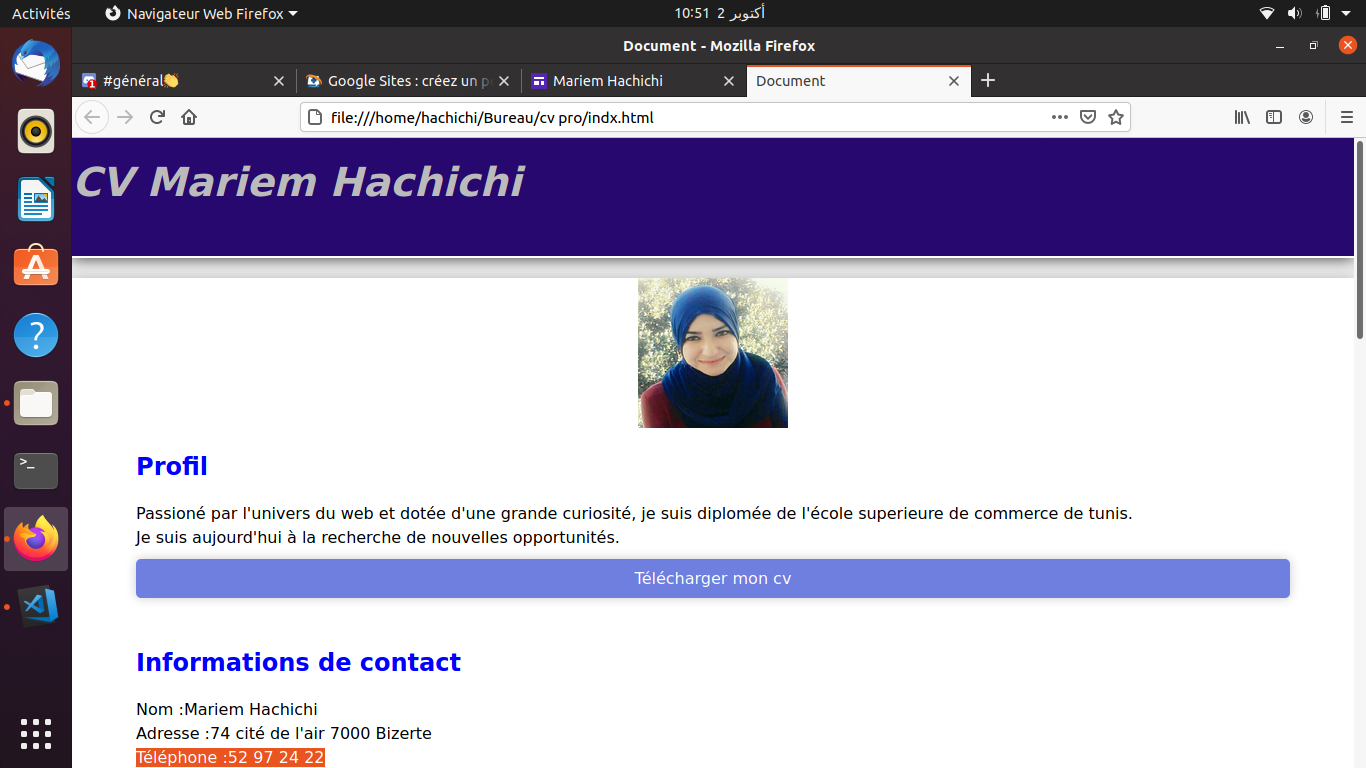 Activités
Navigateur Web Firefox
10:51 2 أكتوبر
Document - Mozilla Firefox
#général👏
Google Sites : créez un p
Mariem Hachichi
Document
file:///home/hachichi/Bureau/cv pro/indx.html
CV Mariem Hachichi
Profil
Passioné par l'univers du web et dotée d'une grande curiosité, je suis diplomée de l'école superieure de commerce de tunis.
Je suis aujourd'hui à la recherche de nouvelles opportunités.
Télécharger mon cv
Informations de contact
Nom :Mariem Hachichi
Adresse :74 cité de l'air 7000 Bizerte
Téléphone :52 97 24 22